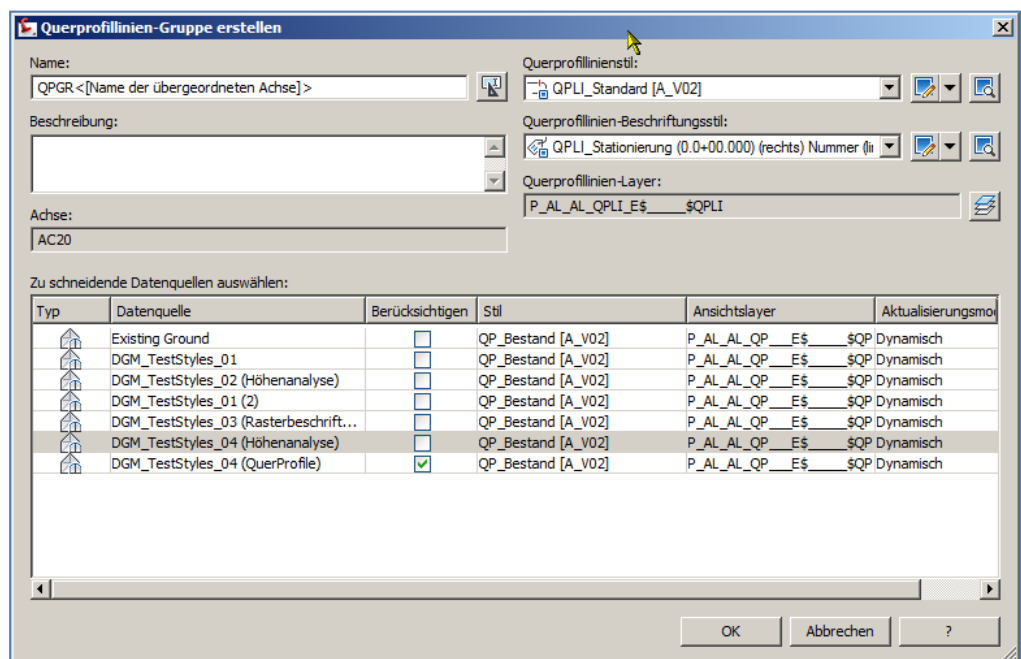 Querprofillinien-Gruppe erstellen
Name:
QPGR<[Name der übergeordneten Achse]>
Beschreibung:
Achse:
AC20
Querprofillinienstil:
QPLI_Standard [A_V02]
Querprofillinien-Beschriftungsstil:
QPLI_Stationierung (0.0+00.000) (rechts) Nummer (lin
Querprofillinien-Layer:
P_AL_AL_QPLI_E$_____$QPLI
Zu schneidende Datenquellen auswählen:
Typ Datenquelle Berücksichtigen Stil Ansichtslayer Aktualisierungsmo
Existing Ground QP_Bestand [A_V02] P_AL_AL_QP___E$_____$QP Dynamisch
DGM_TestStyles_01 QP_Bestand [A_V02] P_AL_AL_QP___E$_____$QP Dynamisch
DGM_TestStyles_02 (Höhenanalyse) QP_Bestand [A_V02] P_AL_AL_QP___E$_____$QP Dynamisch
DGM_TestStyles_01 (2) QP_Bestand [A_V02] P_AL_AL_QP___E$_____$QP Dynamisch
DGM_TestStyles_03 (Rasterbeschrift... QP_Bestand [A_V02] P_AL_AL_QP___E$_____$QP Dynamisch
DGM_TestStyles_04 (Höhenanalyse) QP_Bestand [A_V02] P_AL_AL_QP___E$_____$QP Dynamisch
DGM_TestStyles_04 (QuerProfile) QP_Bestand [A_V02] P_AL_AL_QP___E$_____$QP Dynamisch
OK Abbrechen ?